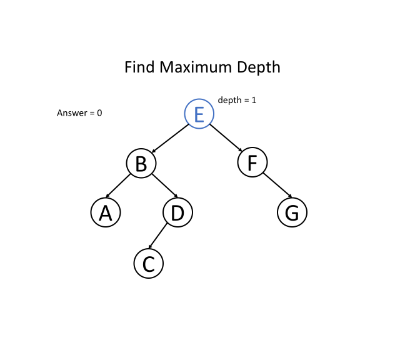 Find Maximum Depth
depth = 1
Answer = 0
E
B
F
A
D
G
C